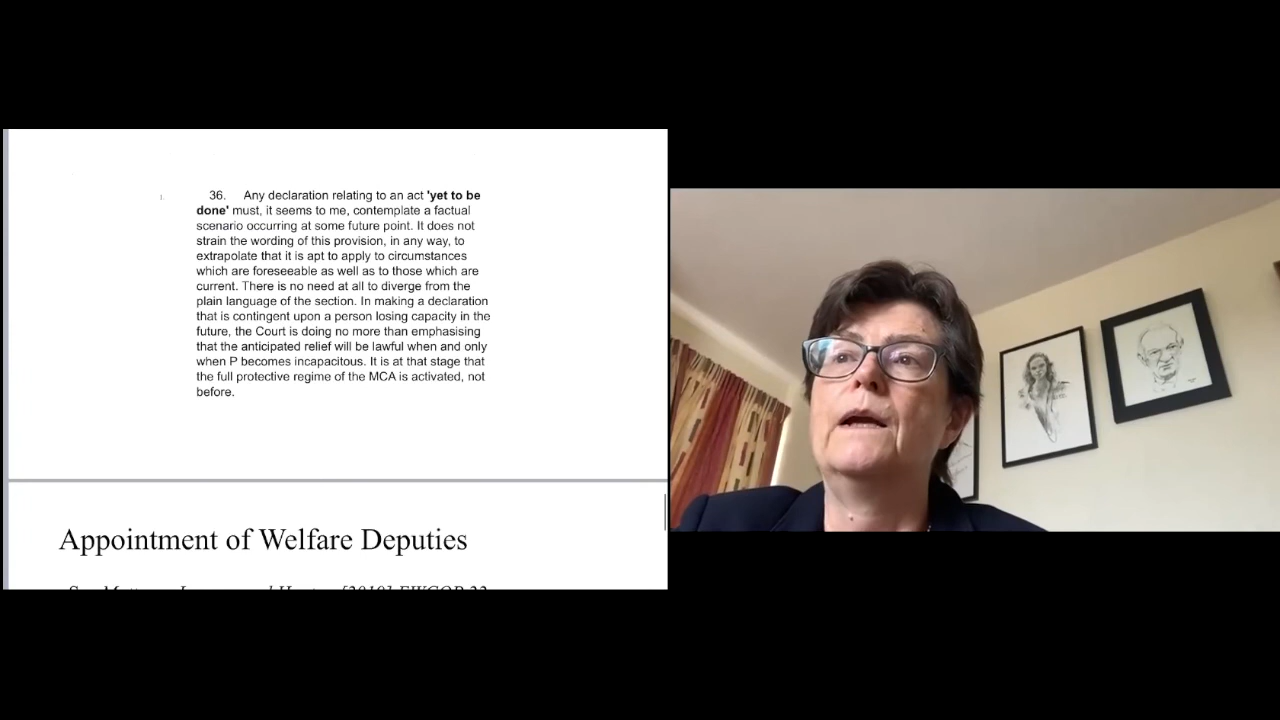 36. Any declaration relating to an act 'yet to be
done' must, it seems to me, contemplate a factual
scenario occurring at some future point. It does not
strain the wording of this provision, in any way, to
extrapolate that it is apt to apply to circumstances
which are foreseeable as well as to those which are
current. There is no need at all to diverge from the
plain language of the section. In making a declaration
that is contingent upon a person losing capacity in the
future, the Court is doing no more than emphasising
that the anticipated relief will be lawful when and only
when P becomes incapacitous. It is at that stage that
the full protective regime of the MCA is activated, not
before.
Appointment of Welfare Deputies